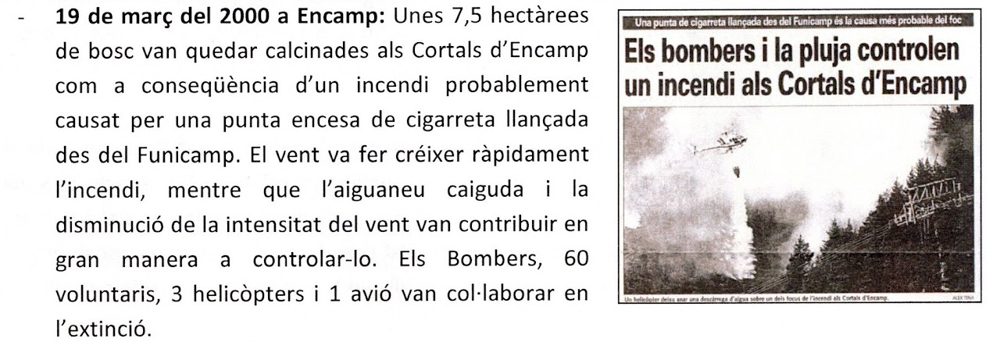 - 19 de març del 2000 a Encamp: Unes 7,5 hectàrees
de bosc van quedar calcinades als Cortals d’Encamp
com a conseqüència d’un incendi probablement
causat per una punta encesa de cigarreta llançada
des del Funicamp. El vent va fer créixer ràpidament
l’incendi, mentre que l’aiguaneu caiguda i la
disminució de la intensitat del vent van contribuir en
gran manera a controlar-lo. Els Bombers, 60
voluntaris, 3 helicòpters i 1 avió van col·laborar en
l’extinció.
Una punta de cigarreta llançada des del Funicamp és la causa més probable del foc
Els bombers i la pluja controlen
un incendi als Cortals d’Encamp
Un helicòpter deixa anar una descàrrega d'aigua sobre un dels focus de l'incendi als Cortals d'Encamp.
ALEX TENA